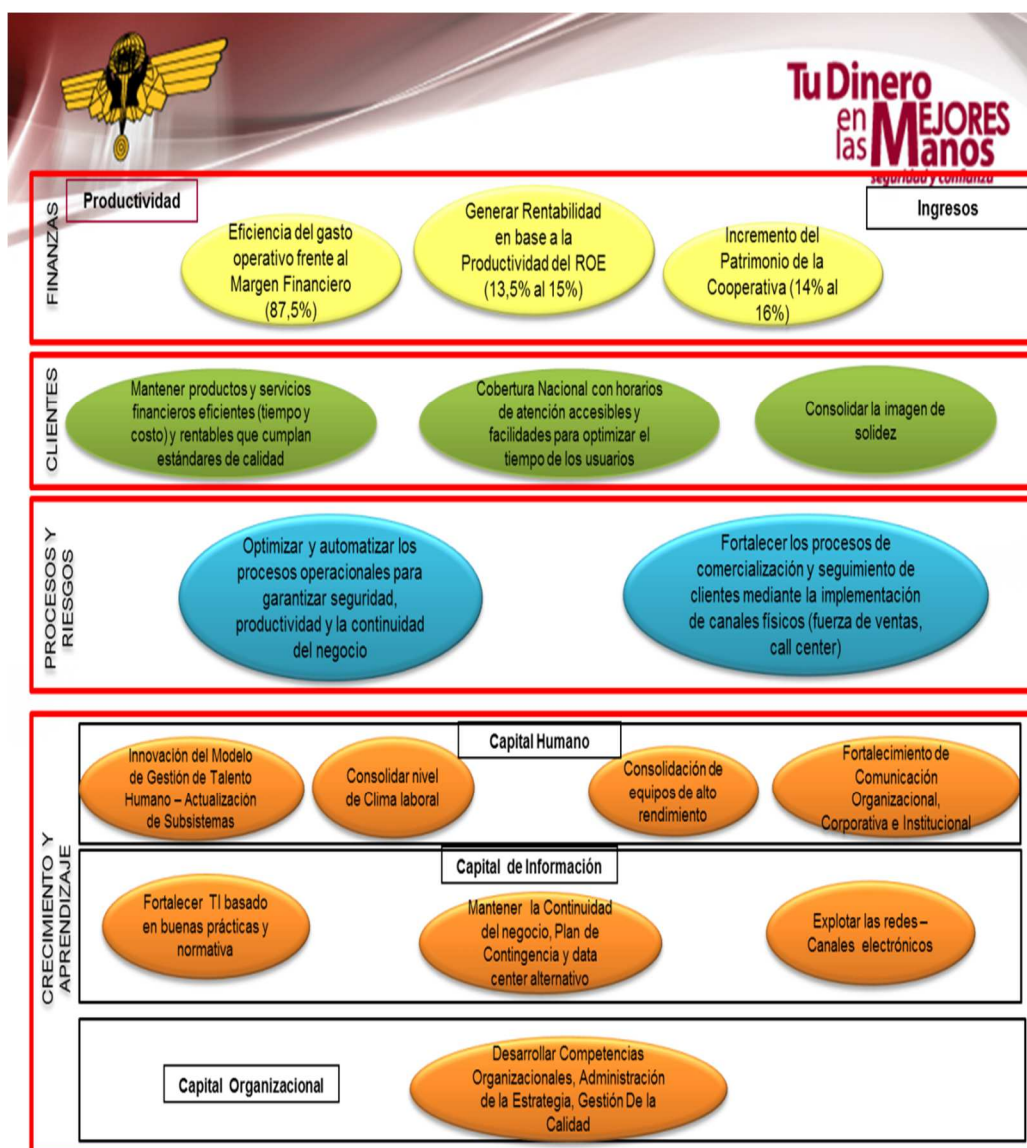 Tu Dinero
en las MEJORES
Manos
seguridad y confianza
FINANZAS
Productividad
Ingresos
Eficiencia del gasto
operativo frente al
Margen Financiero
(87,5%)
Generar Rentabilidad
en base a la
Productividad del ROE
(13,5% al 15%)
Incremento del
Patrimonio de la
Cooperativa (14% al
16%)
CLIENTES
Mantener productos y servicios
financieros eficientes (tiempo y
costo) y rentables que cumplan
estándares de calidad
Cobertura Nacional con horarios
de atención accesibles y
facilidades para optimizar el
tiempo de los usuarios
Consolidar la imagen de
solidez
PROCESOS Y
RIESGOS
Optimizar y automatizar los
procesos operacionales para
garantizar seguridad,
productividad y la continuidad
del negocio
Fortalecer los procesos de
comercialización y seguimiento de
clientes mediante la implementación
de canales físicos (fuerza de ventas,
call center)
CRECIMIENTO Y
APRENDIZAJE
Capital Humano
Innovación del Modelo
de Gestión de Talento
Humano – Actualización
de Subsistemas
Consolidar nivel
de Clima laboral
Consolidación de
equipos de alto
rendimiento
Fortalecimiento de
Comunicación
Organizacional,
Corporativa e Institucional
Capital de Información
Fortalecer TI basado
en buenas prácticas y
normativa
Mantener la Continuidad
del negocio, Plan de
Contingencia y data
center alternativo
Explotar las redes –
Canales electrónicos
Capital Organizacional
Desarrollar Competencias
Organizacionales, Administración
de la Estrategia, Gestión De la
Calidad